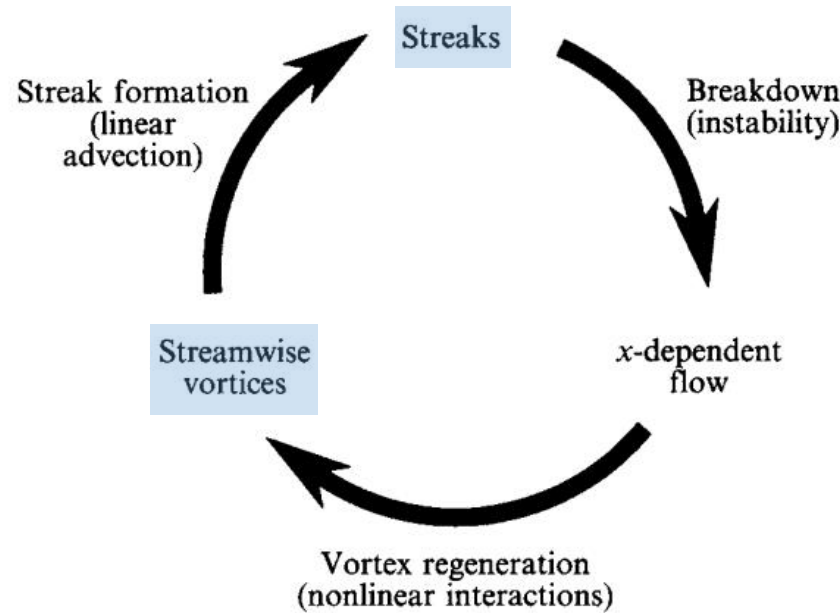 Streaks
Streak formation
(linear
advection)
Breakdown
(instability)
Streamwise
vortices
x-dependent
flow
Vortex regeneration
(nonlinear interactions)